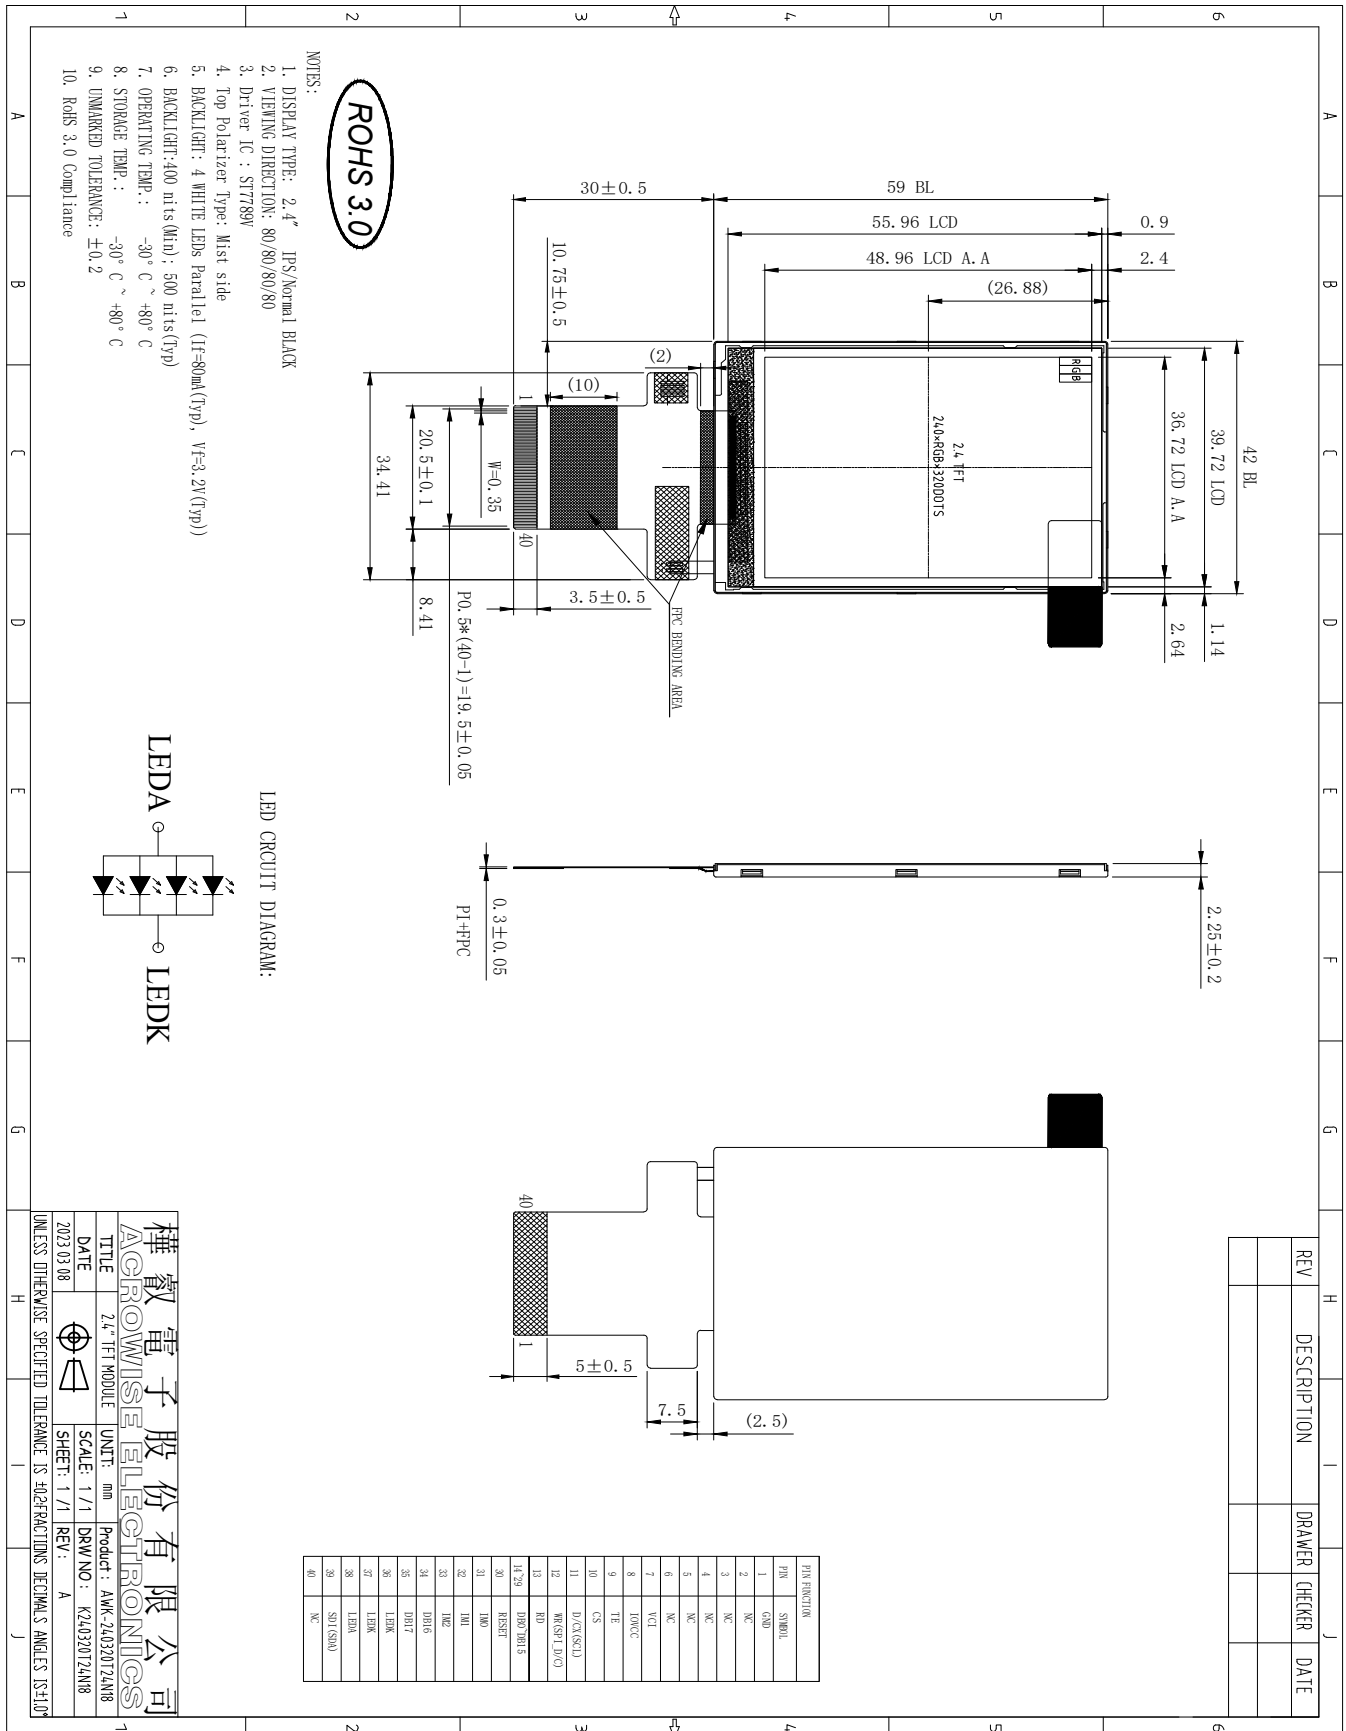 REV DESCRIPTION DRAWER CHECKER DATE
1 2 3 4 5 6
A B C D E F G H I J
42 BL
39.72 LCD
36.72 LCD A.A
1.14
2.64
59 BL
55.96 LCD
48.96 LCD A.A
(26.88)
0.9
2.4
30±0.5
10.75±0.5
(2)
(10)
RGB
2.4 TFT
240×RGB×320DOTS
FPC BENDING AREA
1
40
W=0.35
3.5±0.5
P0.5*(40-1)=19.5±0.05
20.5±0.1
8.41
34.41
2.25±0.2
0.3±0.05
PI+FPC
40
1
5±0.5
7.5
(2.5)
ROHS 3.0
NOTES:
1. DISPLAY TYPE: 2.4" IPS/Normal BLACK
2. VIEWING DIRECTION: 80/80/80/80
3. Driver IC : ST7789V
4. Top Polarizer Type: Mist side
5. BACKLIGHT: 4 WHITE LEDs Parallel (If=80mA(Typ), Vf=3.2V(Typ))
6. BACKLIGHT:400 nits(Min); 500 nits(Typ)
7. OPERATING TEMP.: -30° C ~ +80° C
8. STORAGE TEMP.: -30° C ~ +80° C
9. UNMARKED TOLERANCE: ±0.2
10. RoHS 3.0 Compliance
LED CRCUIT DIAGRAM:
LEDA
LEDK
PIN FUNCTION
PIN SYMBOL
1 GND
2 NC
3 NC
4 NC
5 NC
6 NC
7 VCI
8 IOVCC
9 TE
10 CS
11 D/CX(SCL)
12 WR(SPI_D/C)
13 RD
14~29 DB0~DB15
30 RESET
31 IM0
32 IM1
33 IM2
34 DB16
35 DB17
36 LEDK
37 LEDK
38 LEDA
39 SDI(SDA)
40 NC
樺叡電子股份有限公司
ACROWISE ELECTRONICS
TITLE 2.4" TFT MODULE UNIT: mm Product: AWK-240320T24N18
DATE SCALE: 1 /1 DRW NO: K240320T24N18
2023 03 08 SHEET: 1 /1 REV: A
UNLESS OTHERWISE SPECIFIED TOLERANCE IS ±0.2FRACTIONS DECIMALS ANGLES IS±1.0°